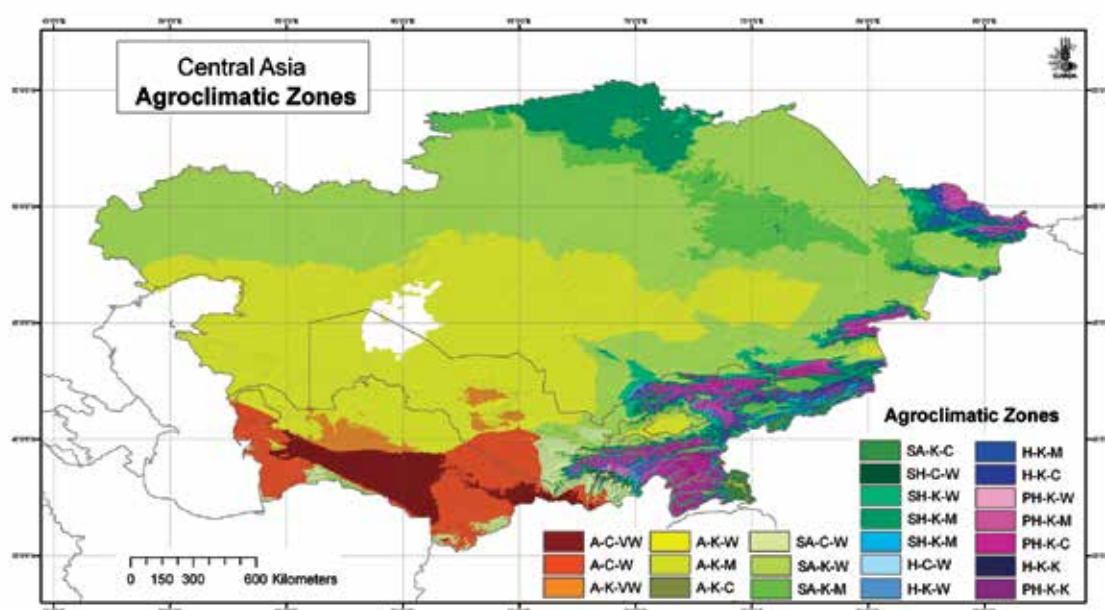 Central Asia
Agroclimatic Zones
Agroclimatic Zones
SA-K-C
SH-C-W
SH-K-W
SH-K-M
SH-K-M
H-C-W
H-K-W
H-K-M
H-K-C
PH-K-W
PH-K-M
PH-K-C
H-K-K
PH-K-K
A-C-VW
A-C-W
A-K-VW
A-K-W
A-K-M
A-K-C
SA-C-W
SA-K-W
SA-K-M
0 150 300 600 Kilometers